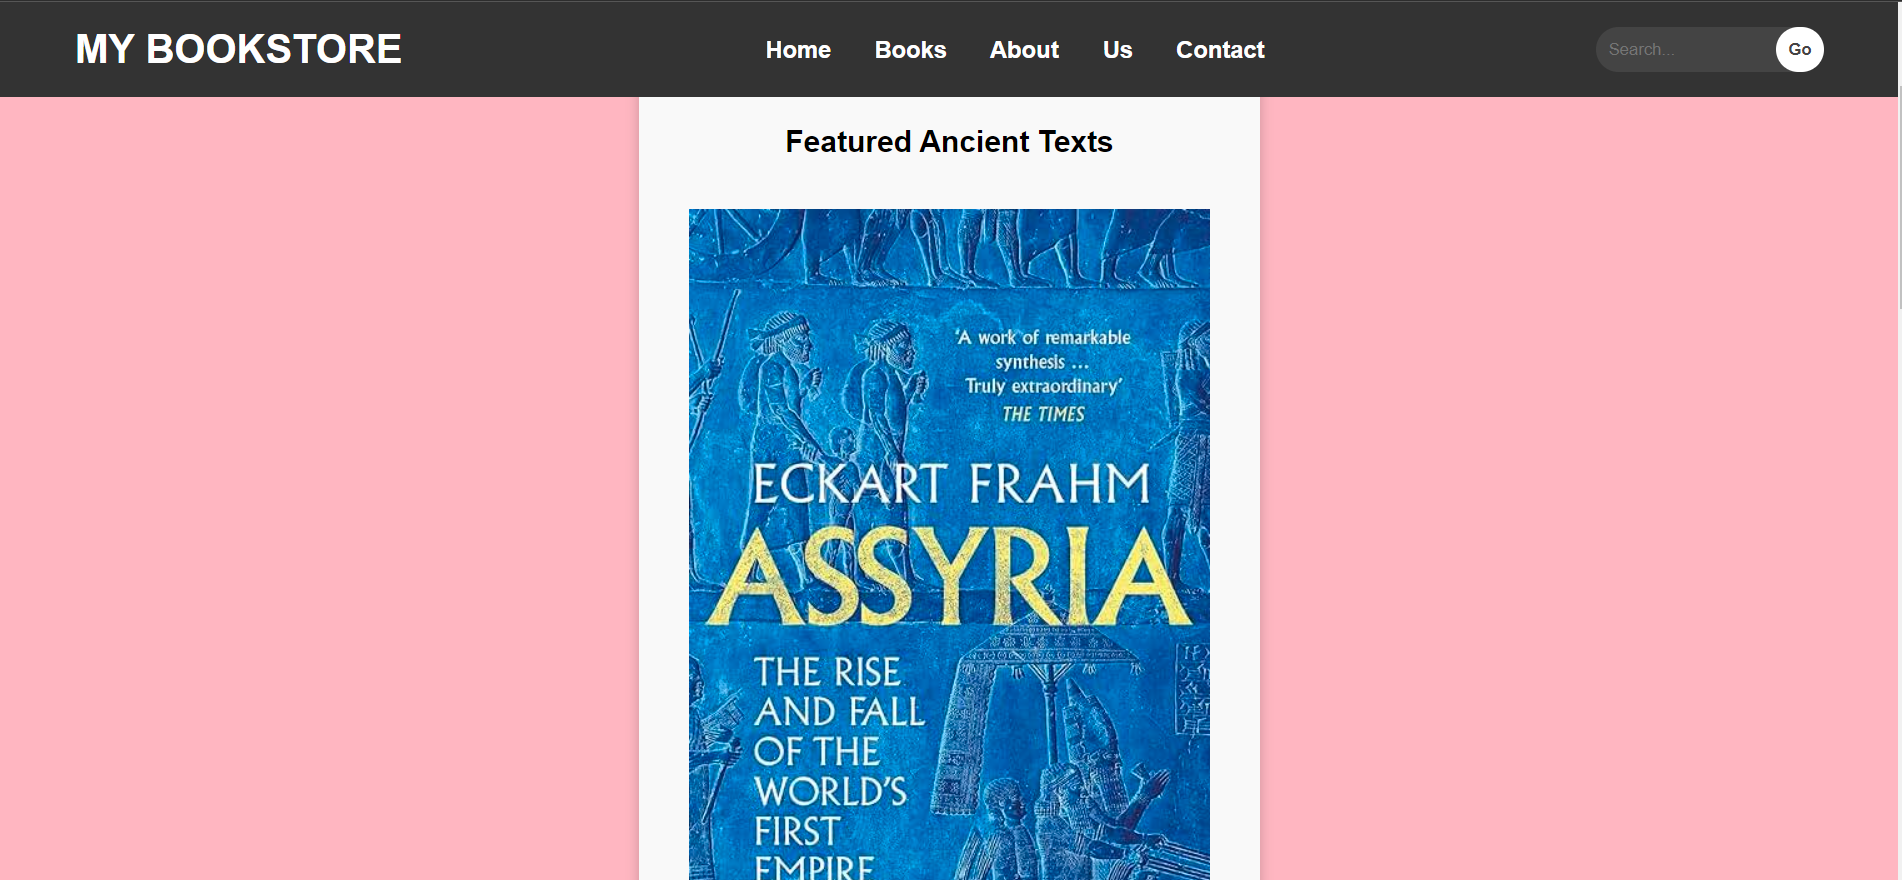 MY BOOKSTORE
Home Books About Us Contact
Search...
Go
Featured Ancient Texts
'A work of remarkable
synthesis ...
Truly extraordinary'
THE TIMES
ECKART FRAHM
ASSYRIA
THE RISE
AND FALL
OF THE
WORLD'S
FIRST
EMPIRE